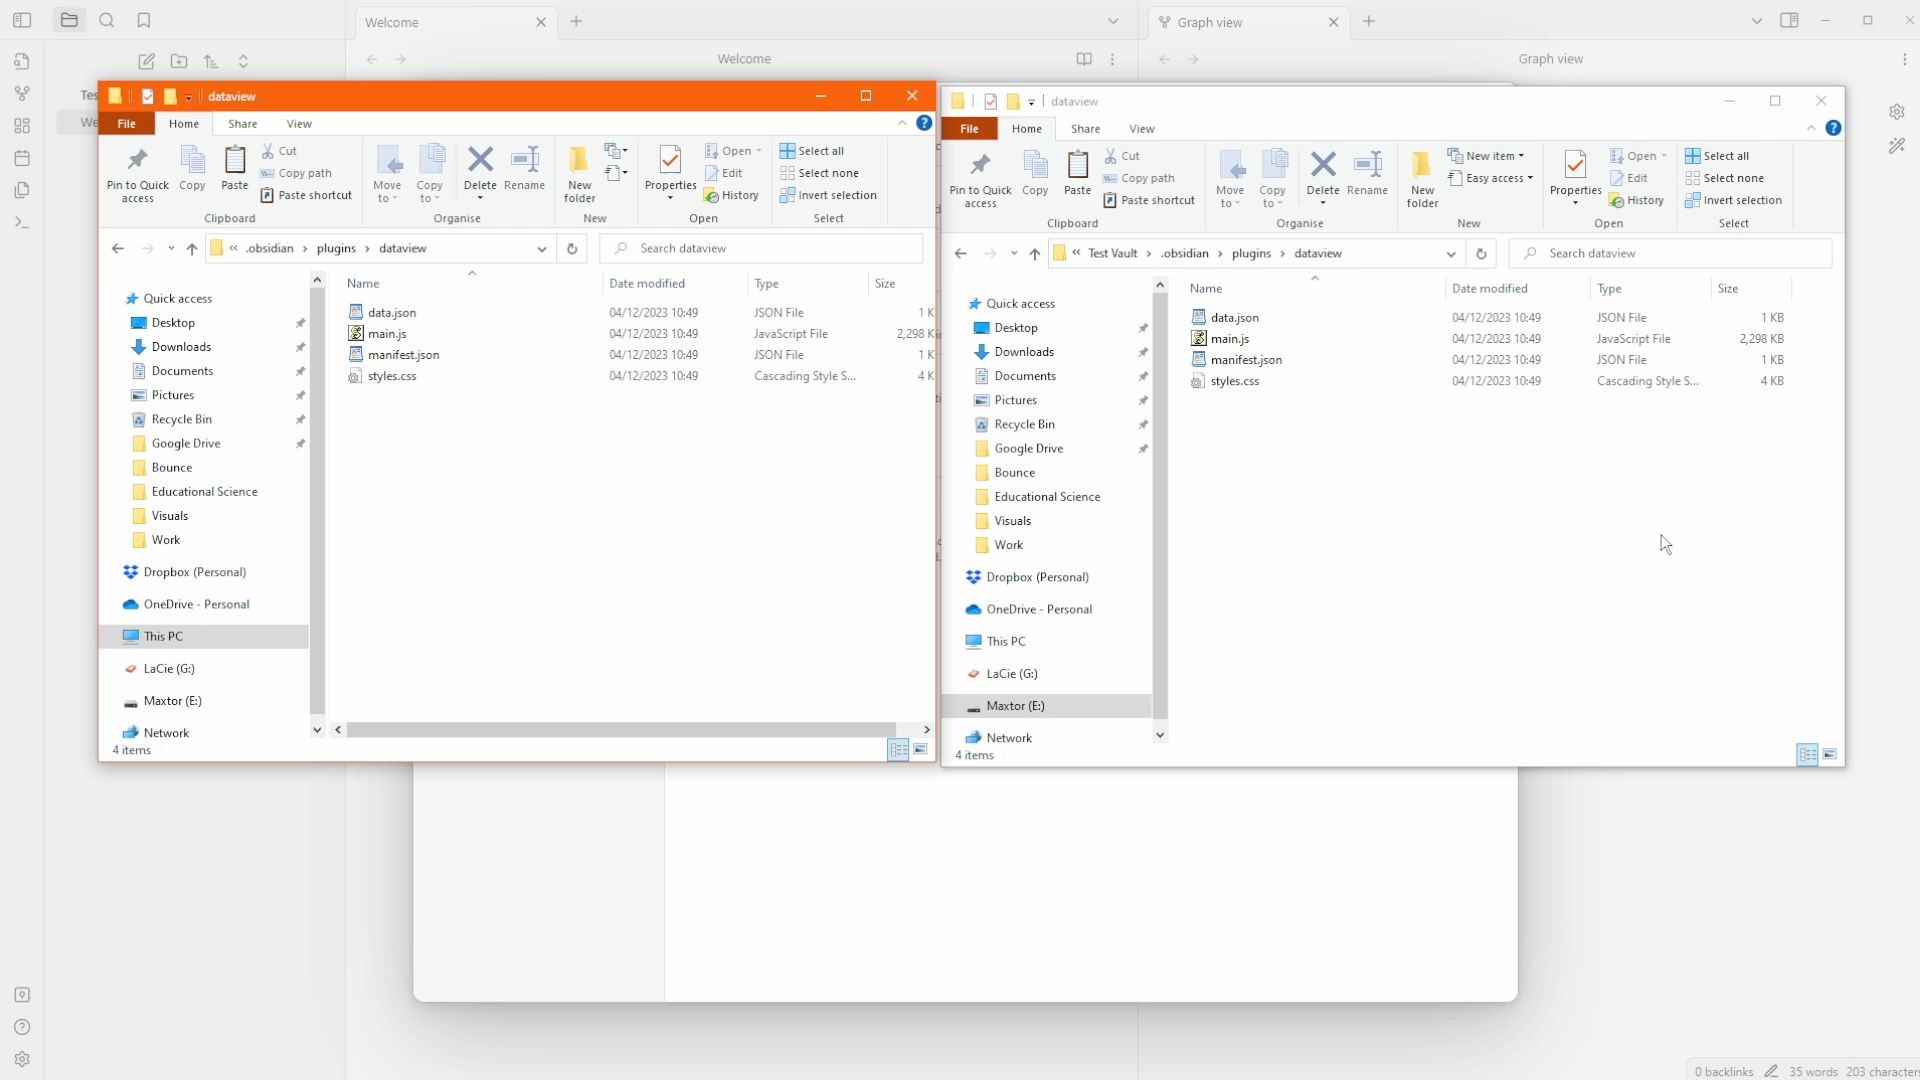 Welcome
Graph view
Welcome
Graph view
Tes
We
dataview
File Home Share View
Pin to Quick access
Copy
Paste
Cut
Copy path
Paste shortcut
Clipboard
Move to
Copy to
Delete
Rename
Organise
New folder
New
Properties
Open
Edit
History
Open
Select all
Select none
Invert selection
Select
« .obsidian › plugins › dataview
Search dataview
Quick access
Desktop
Downloads
Documents
Pictures
Recycle Bin
Google Drive
Bounce
Educational Science
Visuals
Work
Dropbox (Personal)
OneDrive - Personal
This PC
LaCie (G:)
Maxtor (E:)
Network
Name Date modified Type Size
data.json 04/12/2023 10:49 JSON File 1 K
main.js 04/12/2023 10:49 JavaScript File 2,298 K
manifest.json 04/12/2023 10:49 JSON File 1 K
styles.css 04/12/2023 10:49 Cascading Style S... 4 K
4 items
dataview
File Home Share View
Pin to Quick access
Copy
Paste
Cut
Copy path
Paste shortcut
Clipboard
Move to
Copy to
Delete
Rename
Organise
New folder
New item
Easy access
New
Properties
Open
Edit
History
Open
Select all
Select none
Invert selection
Select
« Test Vault › .obsidian › plugins › dataview
Search dataview
Quick access
Desktop
Downloads
Documents
Pictures
Recycle Bin
Google Drive
Bounce
Educational Science
Visuals
Work
Dropbox (Personal)
OneDrive - Personal
This PC
LaCie (G:)
Maxtor (E:)
Network
Name Date modified Type Size
data.json 04/12/2023 10:49 JSON File 1 KB
main.js 04/12/2023 10:49 JavaScript File 2,298 KB
manifest.json 04/12/2023 10:49 JSON File 1 KB
styles.css 04/12/2023 10:49 Cascading Style S... 4 KB
4 items
0 backlinks 35 words 203 characters